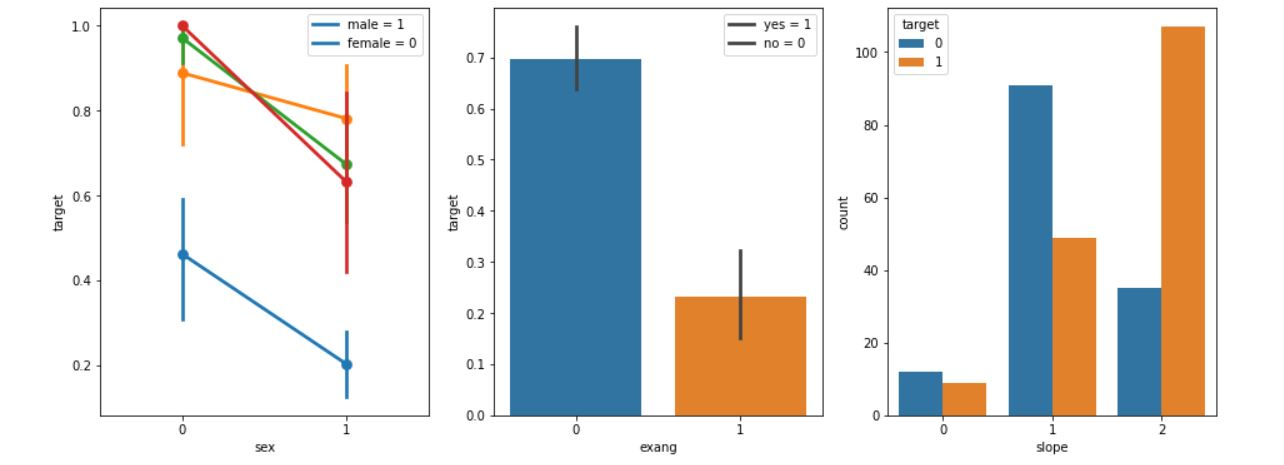 1.0
0.8
0.6
0.4
0.2
target
male = 1
female = 0
0 1
sex
0.7
0.6
0.5
0.4
0.3
0.2
0.1
0.0
target
yes = 1
no = 0
0 1
exang
100
80
60
40
20
0
count
target
0
1
0 1 2
slope